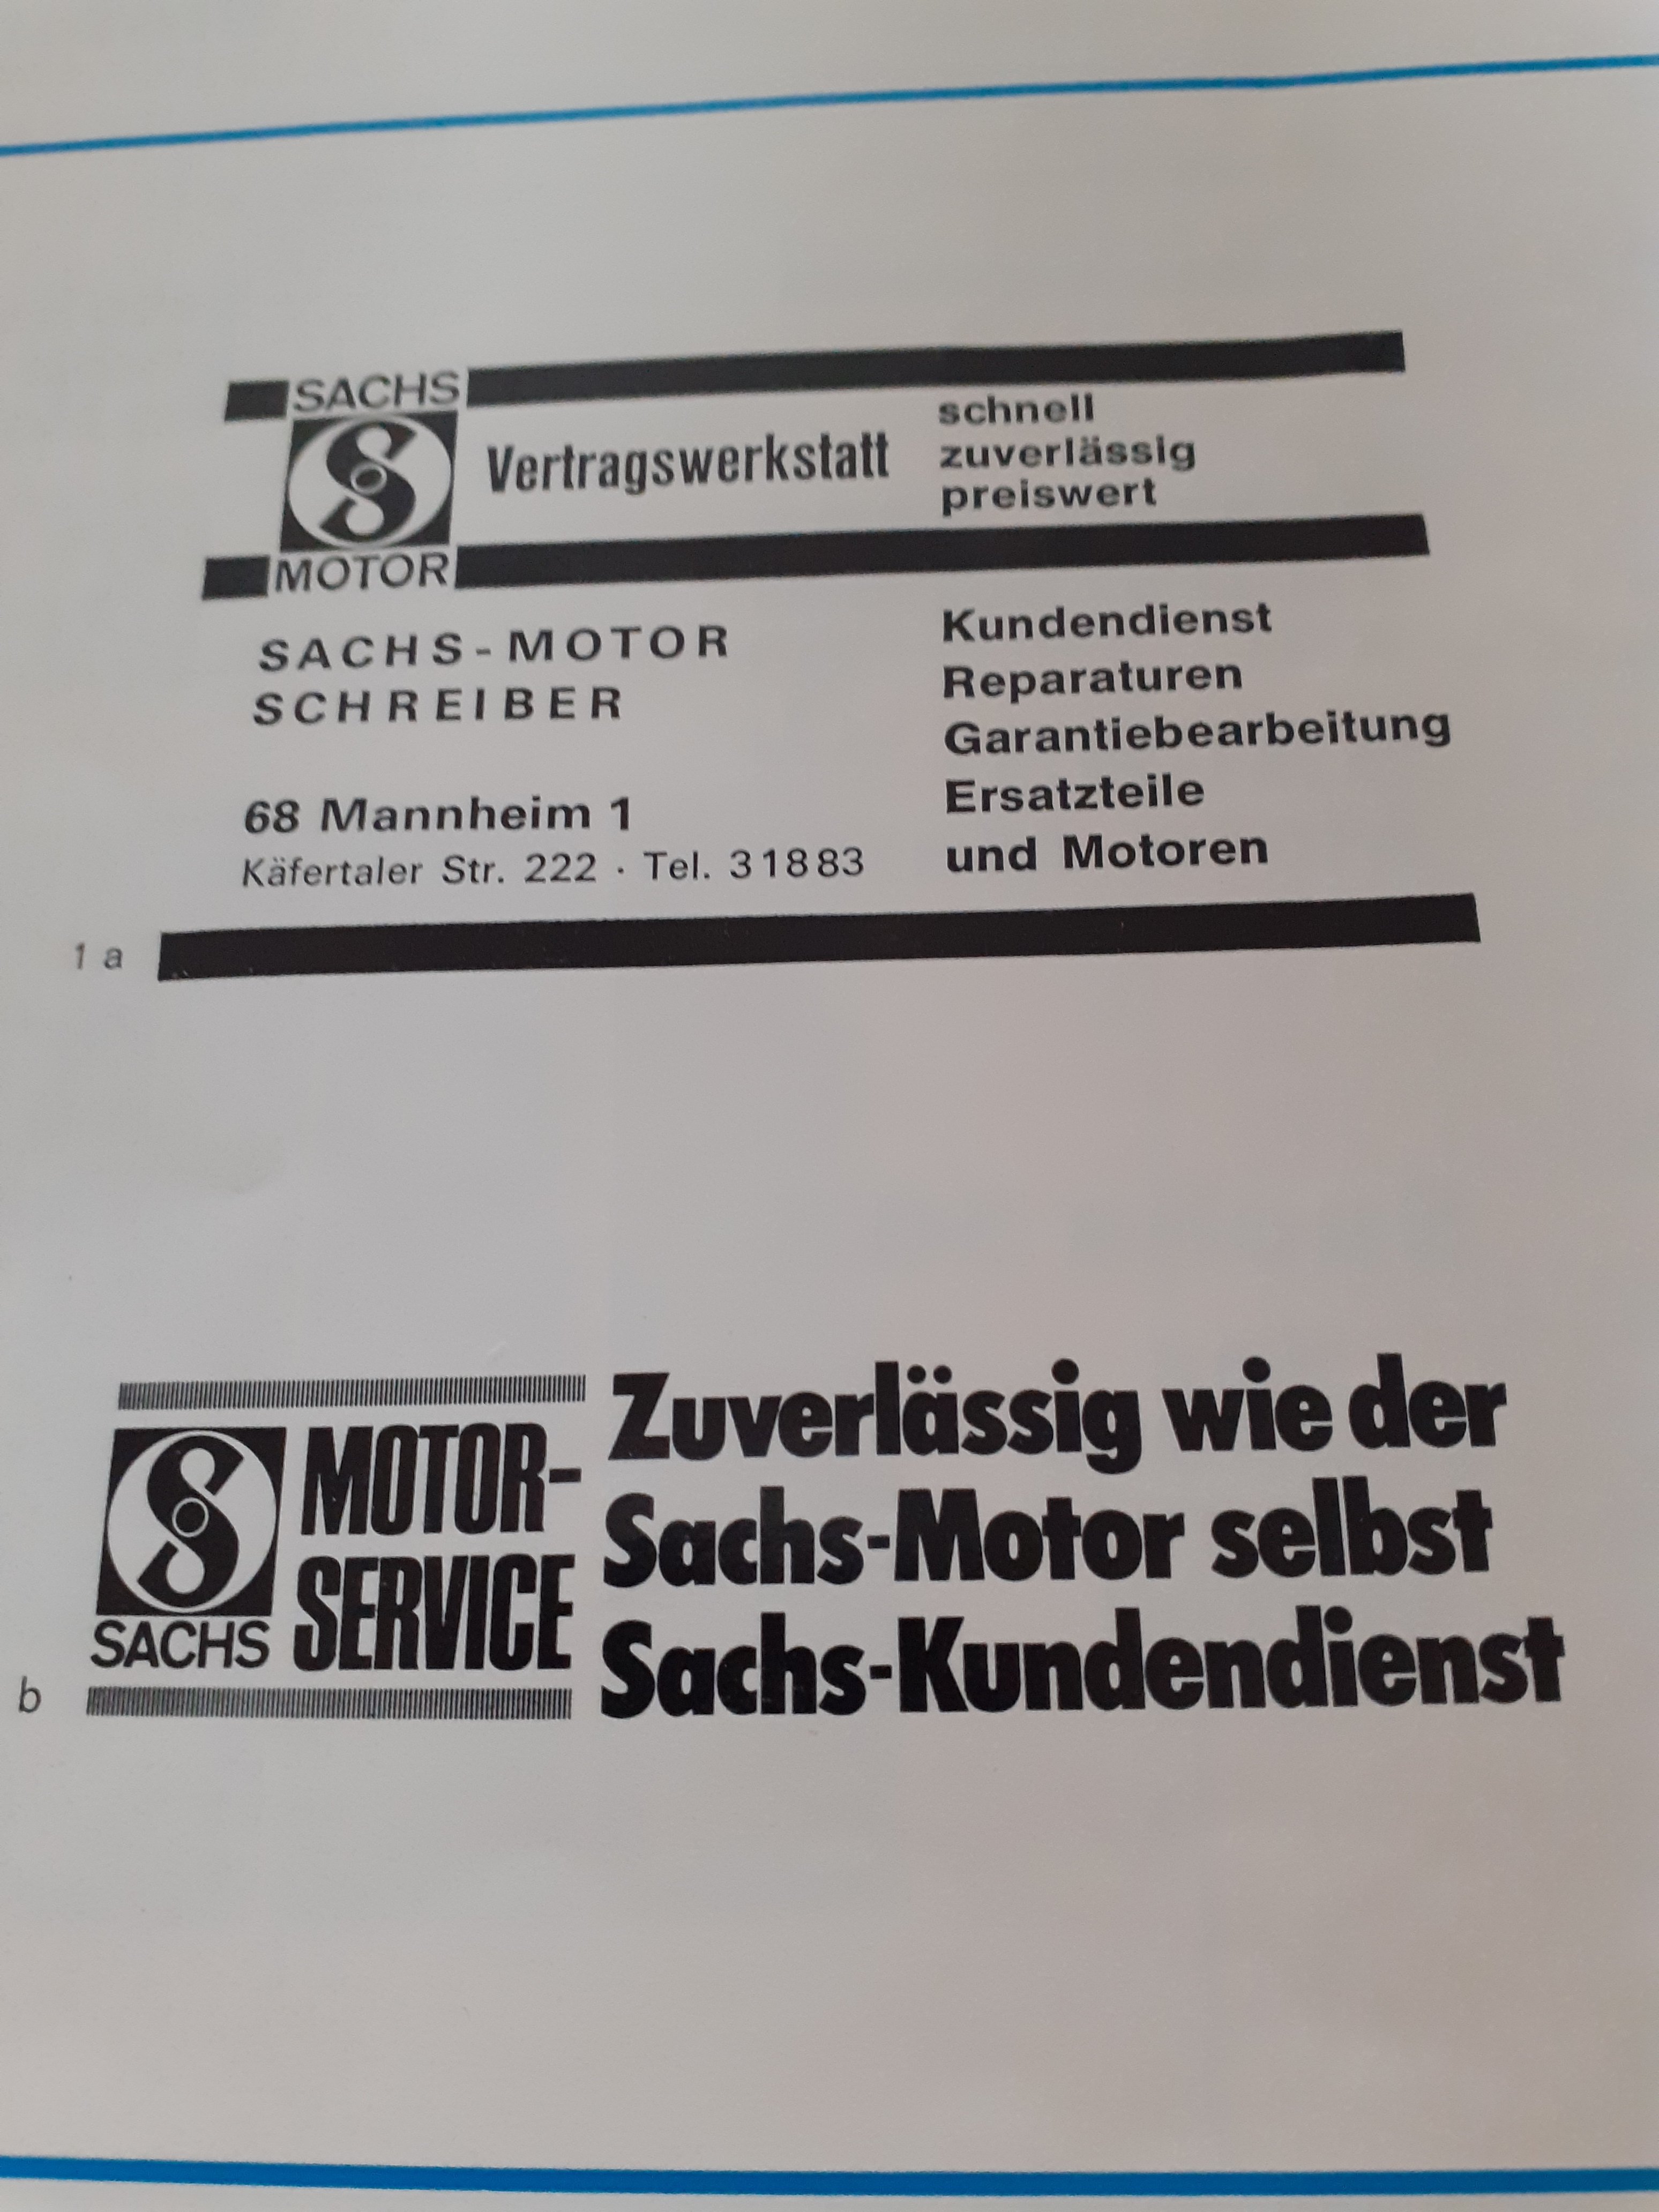 SACHS
MOTOR
Vertragswerkstatt
schnell
zuverlässig
preiswert
SACHS-MOTOR
SCHREIBER
68 Mannheim 1
Käfertaler Str. 222 · Tel. 31883
Kundendienst
Reparaturen
Garantiebearbeitung
Ersatzteile
und Motoren
1 a
SACHS
MOTOR-
SERVICE
Zuverlässig wie der
Sachs-Motor selbst
Sachs-Kundendienst
b